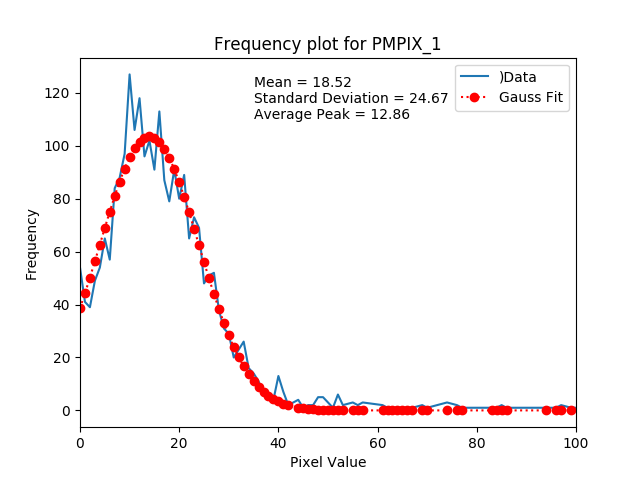 Frequency plot for PMPIX_1
Mean = 18.52
Standard Deviation = 24.67
Average Peak = 12.86
)Data
Gauss Fit
Frequency
120
100
80
60
40
20
0
0 20 40 60 80 100
Pixel Value